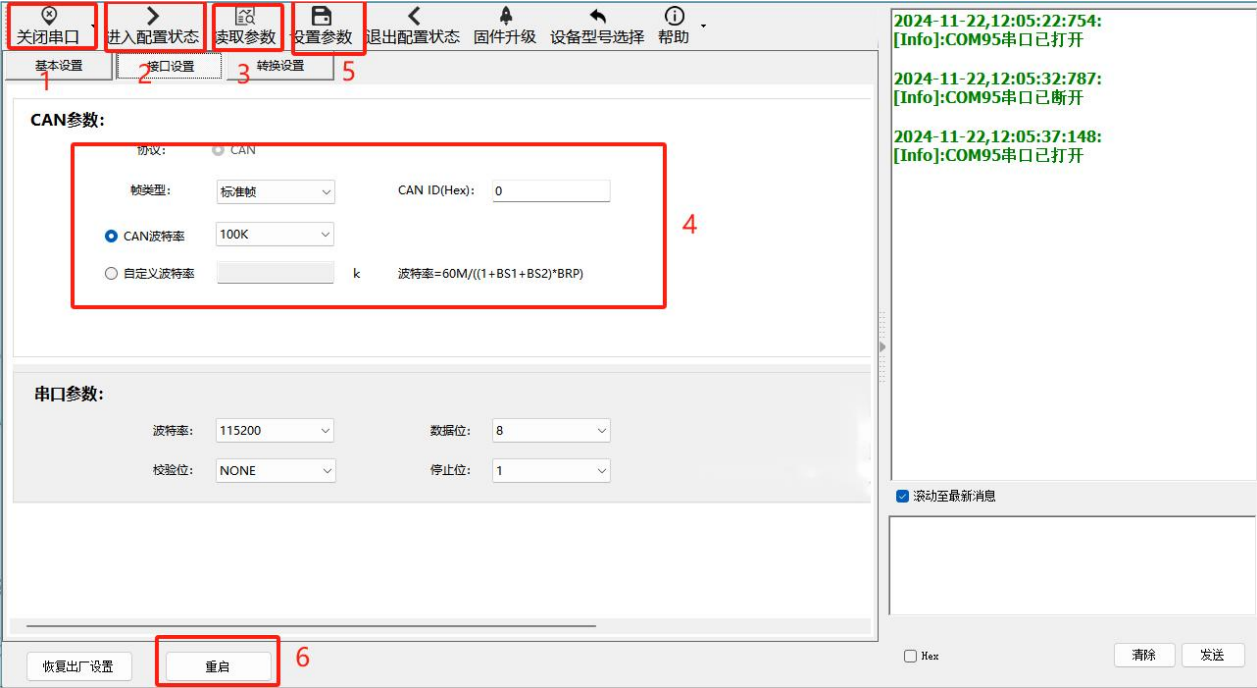 关闭串口 进入配置状态 读取参数 设置参数 退出配置状态 固件升级 设备型号选择 帮助
基本设置 接口设置 转换设置
1 2 3 5
CAN参数：
协议： CAN
帧类型： 标准帧 CAN ID(Hex)： 0
CAN波特率 100K
4
自定义波特率 k 波特率=60M/((1+BS1+BS2)*BRP)
串口参数：
波特率： 115200 数据位： 8
校验位： NONE 停止位： 1
恢复出厂设置 重启 6
2024-11-22,12:05:22:754:
[Info]:COM95串口已打开
2024-11-22,12:05:32:787:
[Info]:COM95串口已断开
2024-11-22,12:05:37:148:
[Info]:COM95串口已打开
滚动至最新消息
Hex 清除 发送